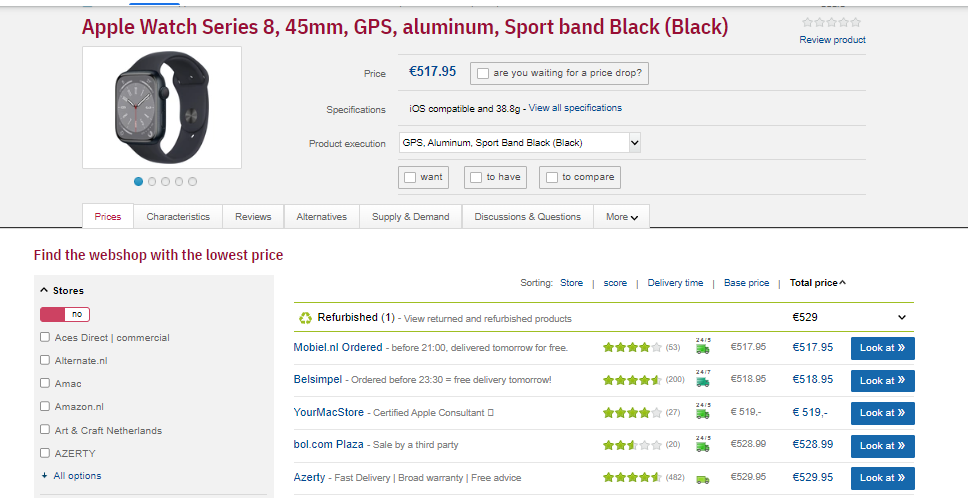 Apple Watch Series 8, 45mm, GPS, aluminum, Sport band Black (Black)
Review product
Price €517.95 are you waiting for a price drop?
Specifications iOS compatible and 38.8g - View all specifications
Product execution GPS, Aluminum, Sport Band Black (Black)
want to have to compare
Prices Characteristics Reviews Alternatives Supply & Demand Discussions & Questions More
Find the webshop with the lowest price
Stores
no
Aces Direct | commercial
Alternate.nl
Amac
Amazon.nl
Art & Craft Netherlands
AZERTY
All options
Sorting: Store | score | Delivery time | Base price | Total price
Refurbished (1) - View returned and refurbished products €529
Mobiel.nl Ordered - before 21:00, delivered tomorrow for free. (53) 24/5 €517.95 €517.95 Look at »
Belsimpel - Ordered before 23:30 = free delivery tomorrow! (200) 24/7 €518.95 €518.95 Look at »
YourMacStore - Certified Apple Consultant (27) 24/5 € 519,- € 519,- Look at »
bol.com Plaza - Sale by a third party (20) 24/5 €528.99 €528.99 Look at »
Azerty - Fast Delivery | Broad warranty | Free advice (482) €529.95 €529.95 Look at »